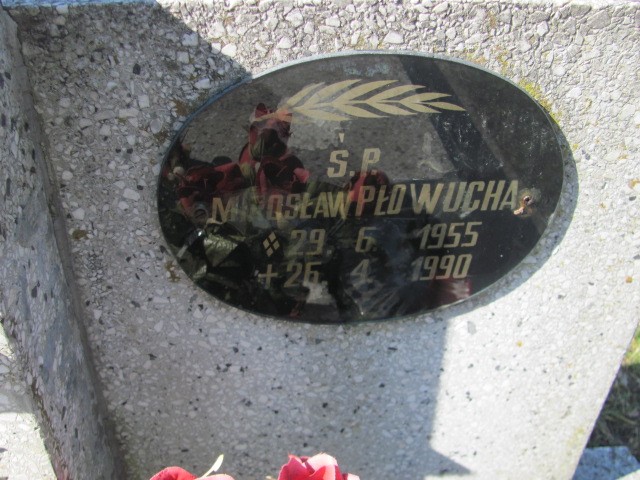 Ś.P.
MIROSŁAW PŁOWUCHA
29 6 1955
+ 26 4 1990